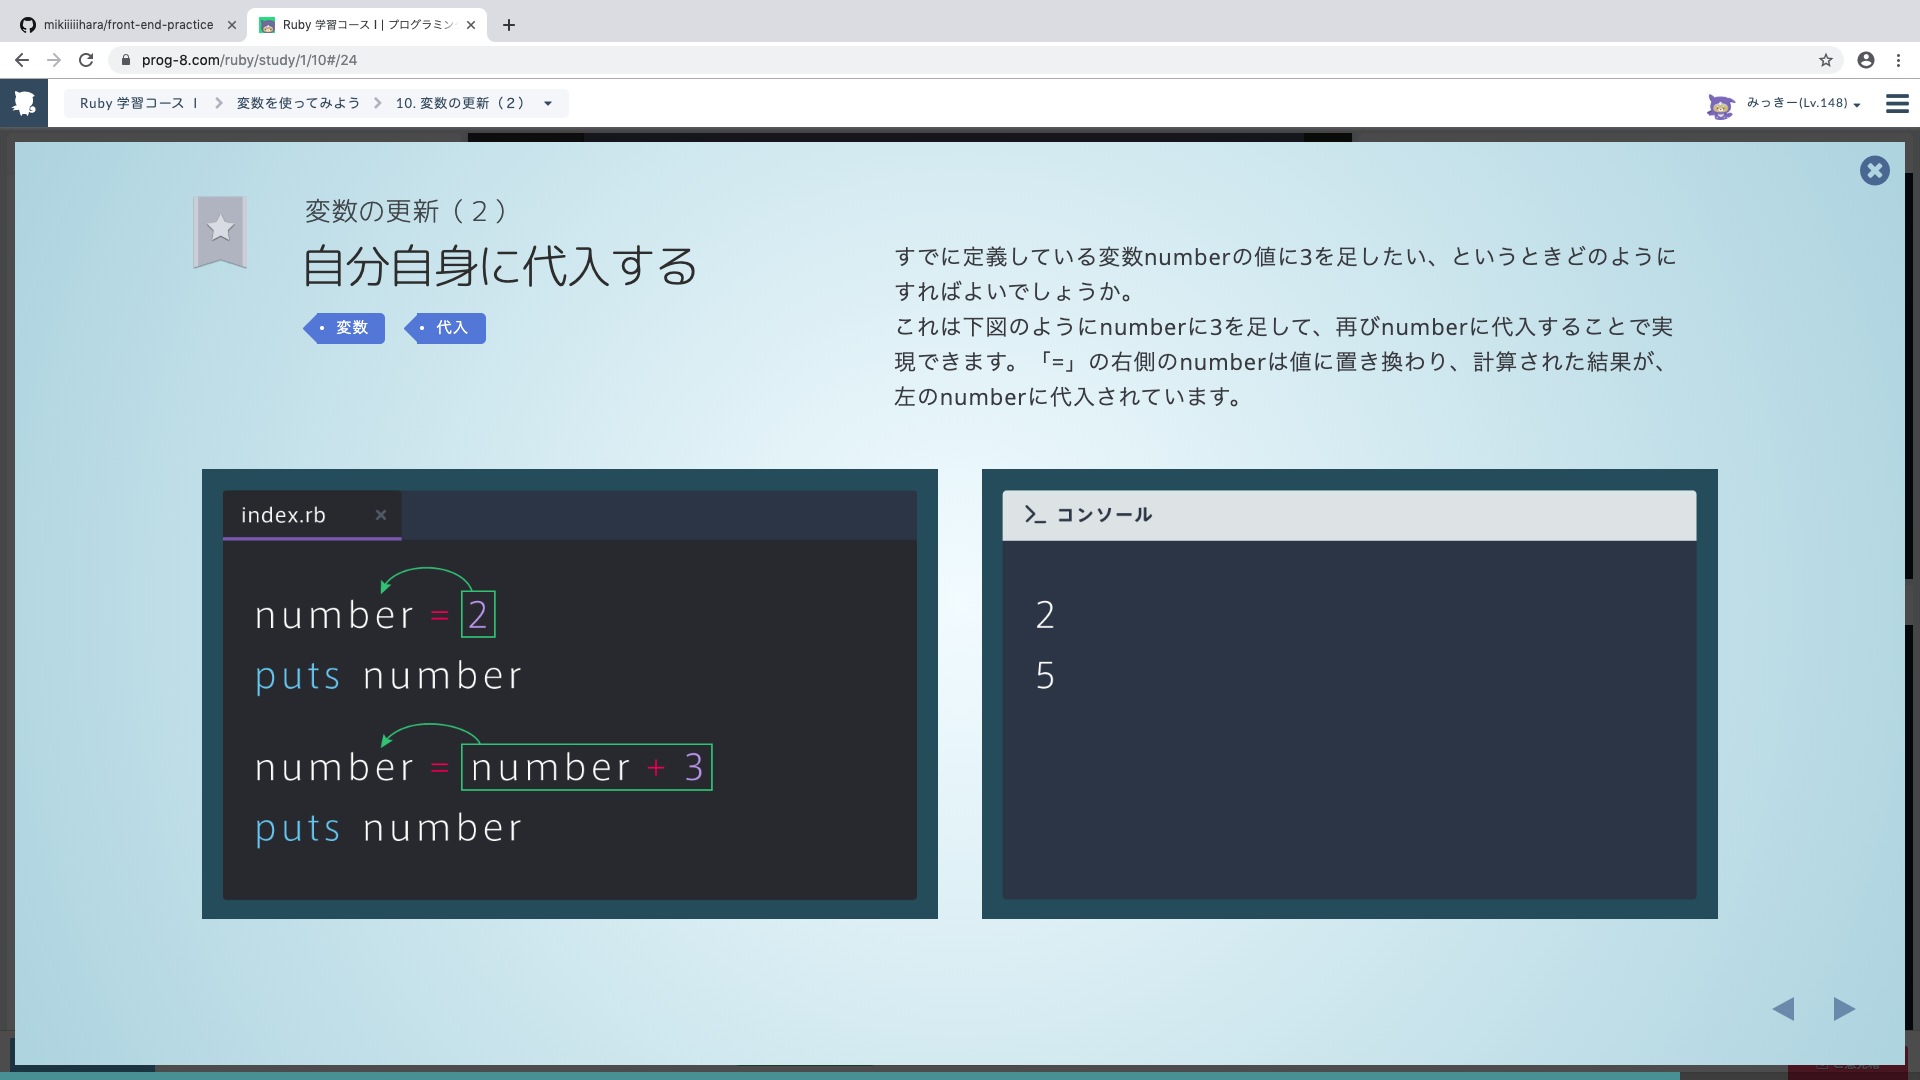 mikiiiiihara/front-end-practice
Ruby 学習コース I | プログラミン
prog-8.com/ruby/study/1/10#/24
Ruby 学習コース I
変数を使ってみよう
10. 変数の更新（２）
みっきー(Lv.148)
変数の更新（２）
自分自身に代入する
変数
代入
すでに定義している変数numberの値に3を足したい、というときどのように
すればよいでしょうか。
これは下図のようにnumberに3を足して、再びnumberに代入することで実
現できます。「=」の右側のnumberは値に置き換わり、計算された結果が、
左のnumberに代入されています。
index.rb
number = 2
puts number
number = number + 3
puts number
コンソール
2
5